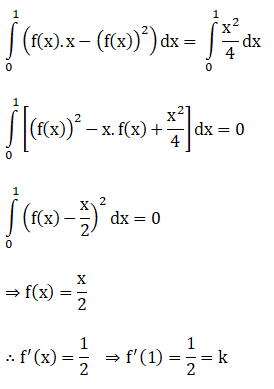 ∫₀¹ (f(x).x − (f(x))²) dx = ∫₀¹ x²/4 dx
∫₀¹ [(f(x))² − x. f(x) + x²/4] dx = 0
∫₀¹ (f(x) − x/2)² dx = 0
⇒ f(x) = x/2
∴ f′(x) = 1/2 ⇒ f′(1) = 1/2 = k